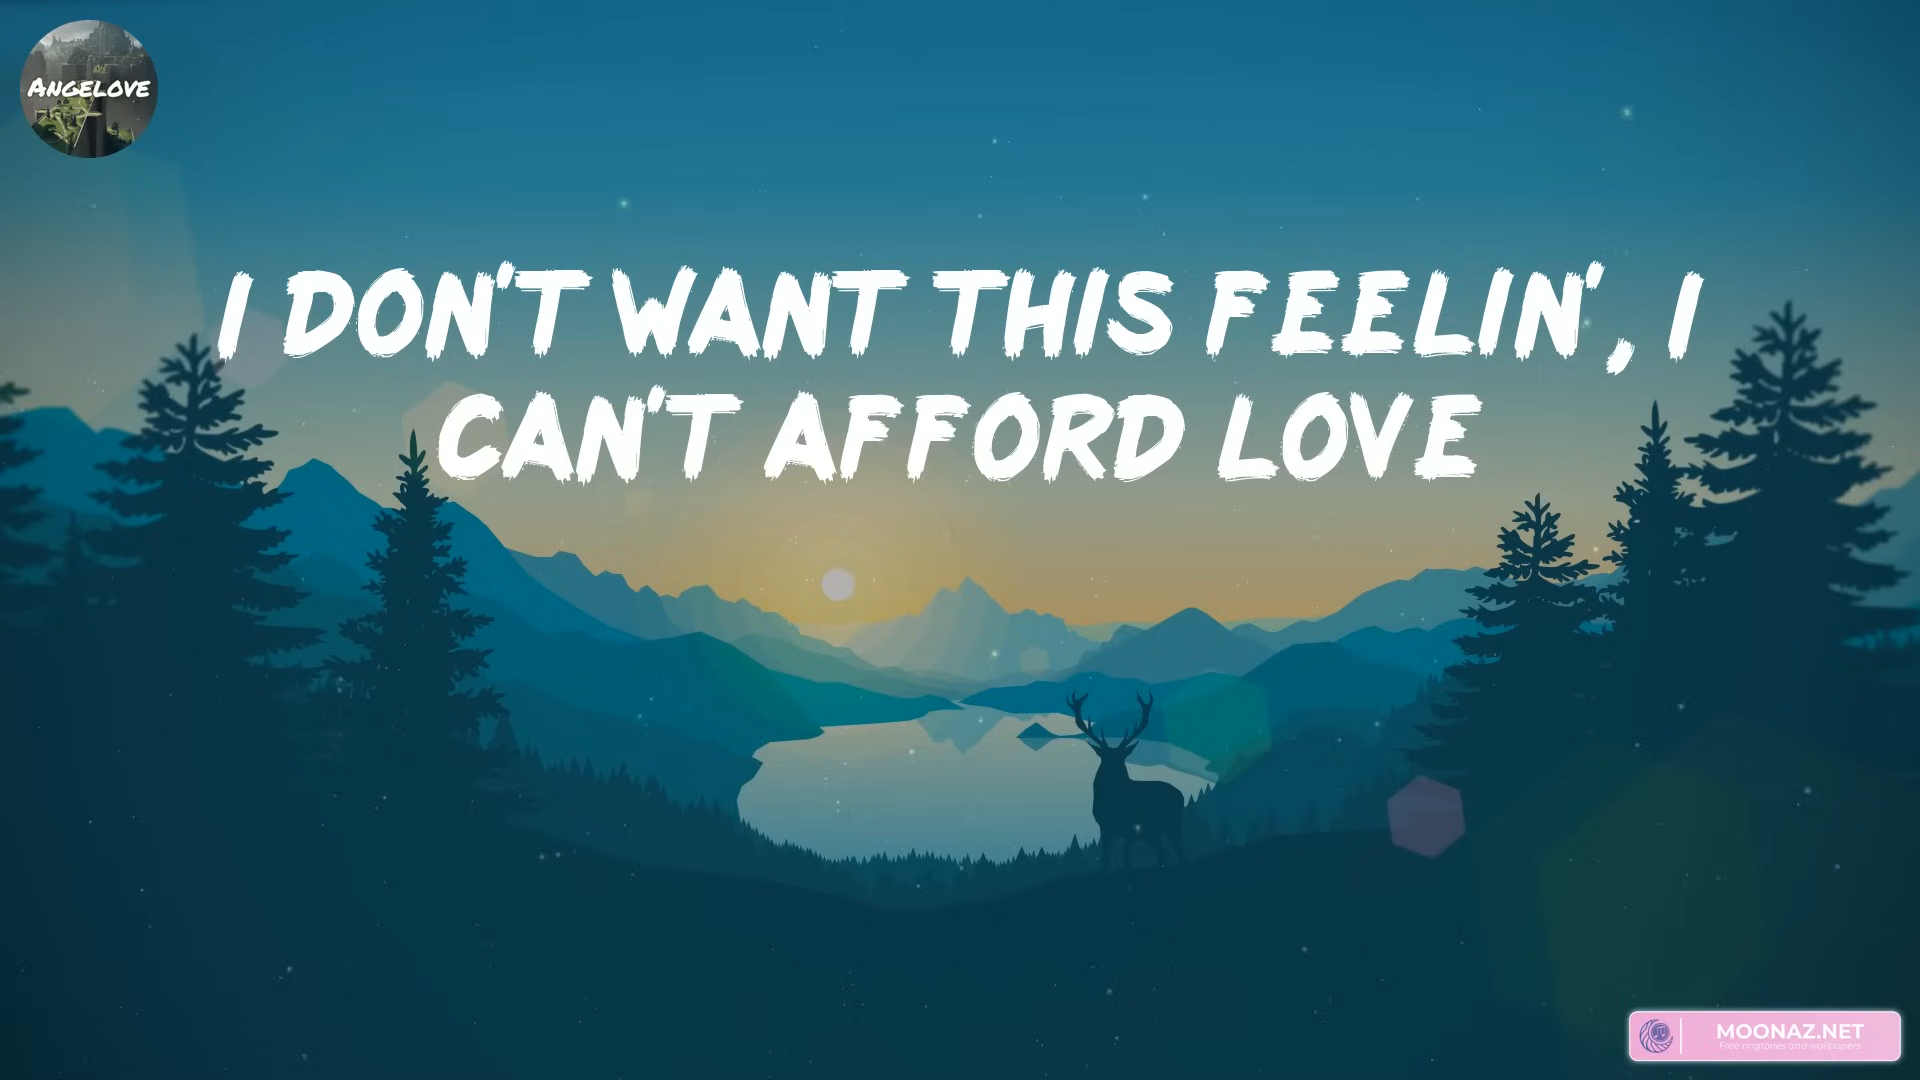 ANGELOVE
I DON'T WANT THIS FEELIN', I
CAN'T AFFORD LOVE
MOONAZ.NET
Free ringtones and wallpapers